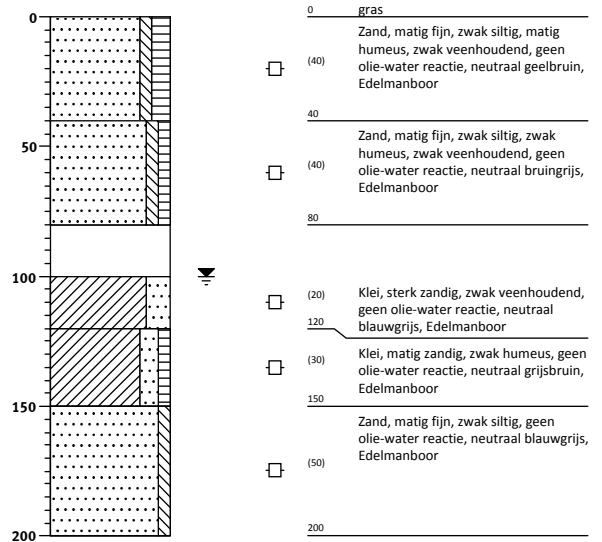 0
0
gras
Zand, matig fijn, zwak siltig, matig
humeus, zwak veenhoudend, geen
(40)
olie-water reactie, neutraal geelbruin,
Edelmanboor
40
50
Zand, matig fijn, zwak siltig, zwak
humeus, zwak veenhoudend, geen
(40)
olie-water reactie, neutraal bruingrijs,
Edelmanboor
80
100
(20)
Klei, sterk zandig, zwak veenhoudend,
geen olie-water reactie, neutraal
120
blauwgrijs, Edelmanboor
(30)
Klei, matig zandig, zwak humeus, geen
olie-water reactie, neutraal grijsbruin,
Edelmanboor
150
150
Zand, matig fijn, zwak siltig, geen
olie-water reactie, neutraal blauwgrijs,
(50)
Edelmanboor
200
200